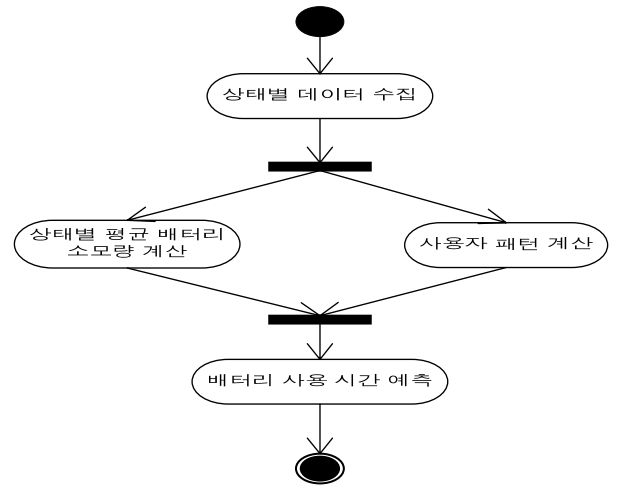 상태별 데이터 수집
상태별 평균 배터리
소모량 계산
사용자 패턴 계산
배터리 사용 시간 예측